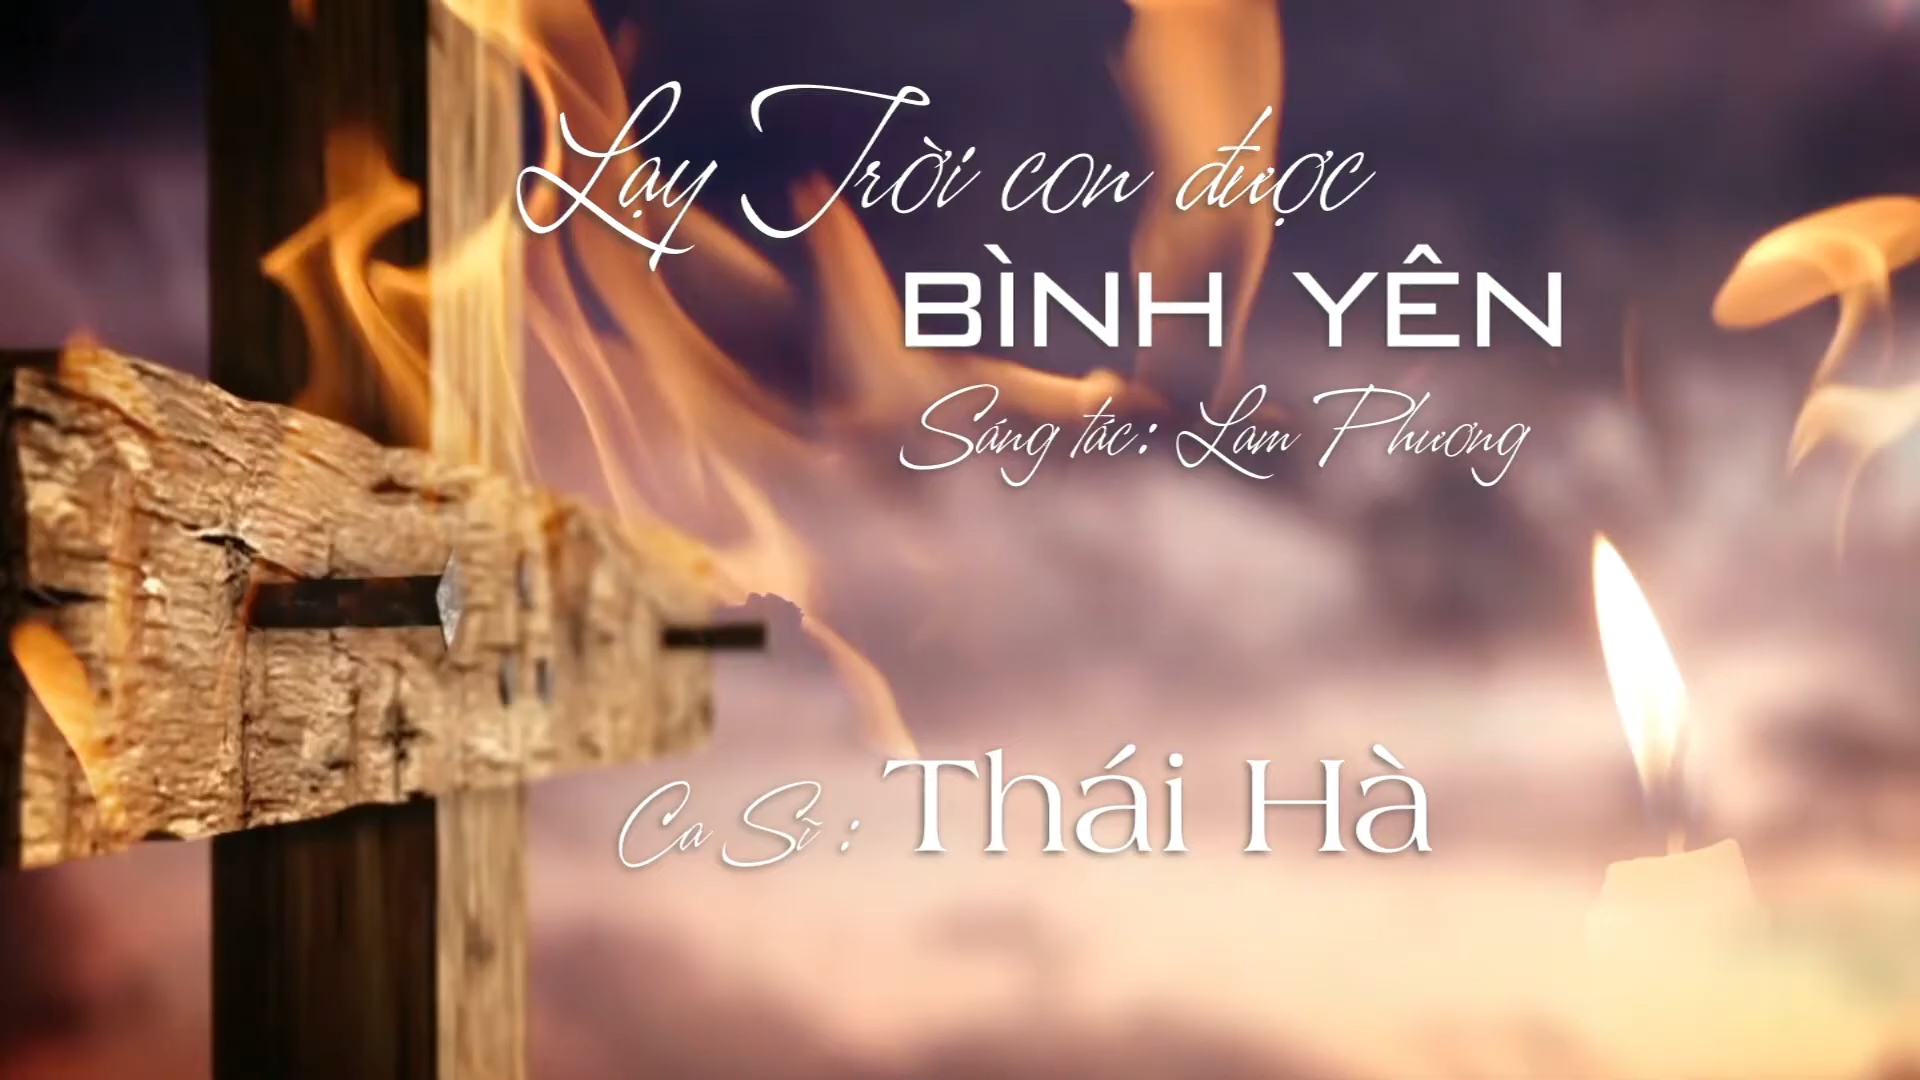 Lạy Trời con được
BÌNH YÊN
Sáng tác: Lam Phương
Ca Sĩ : Thái Hà